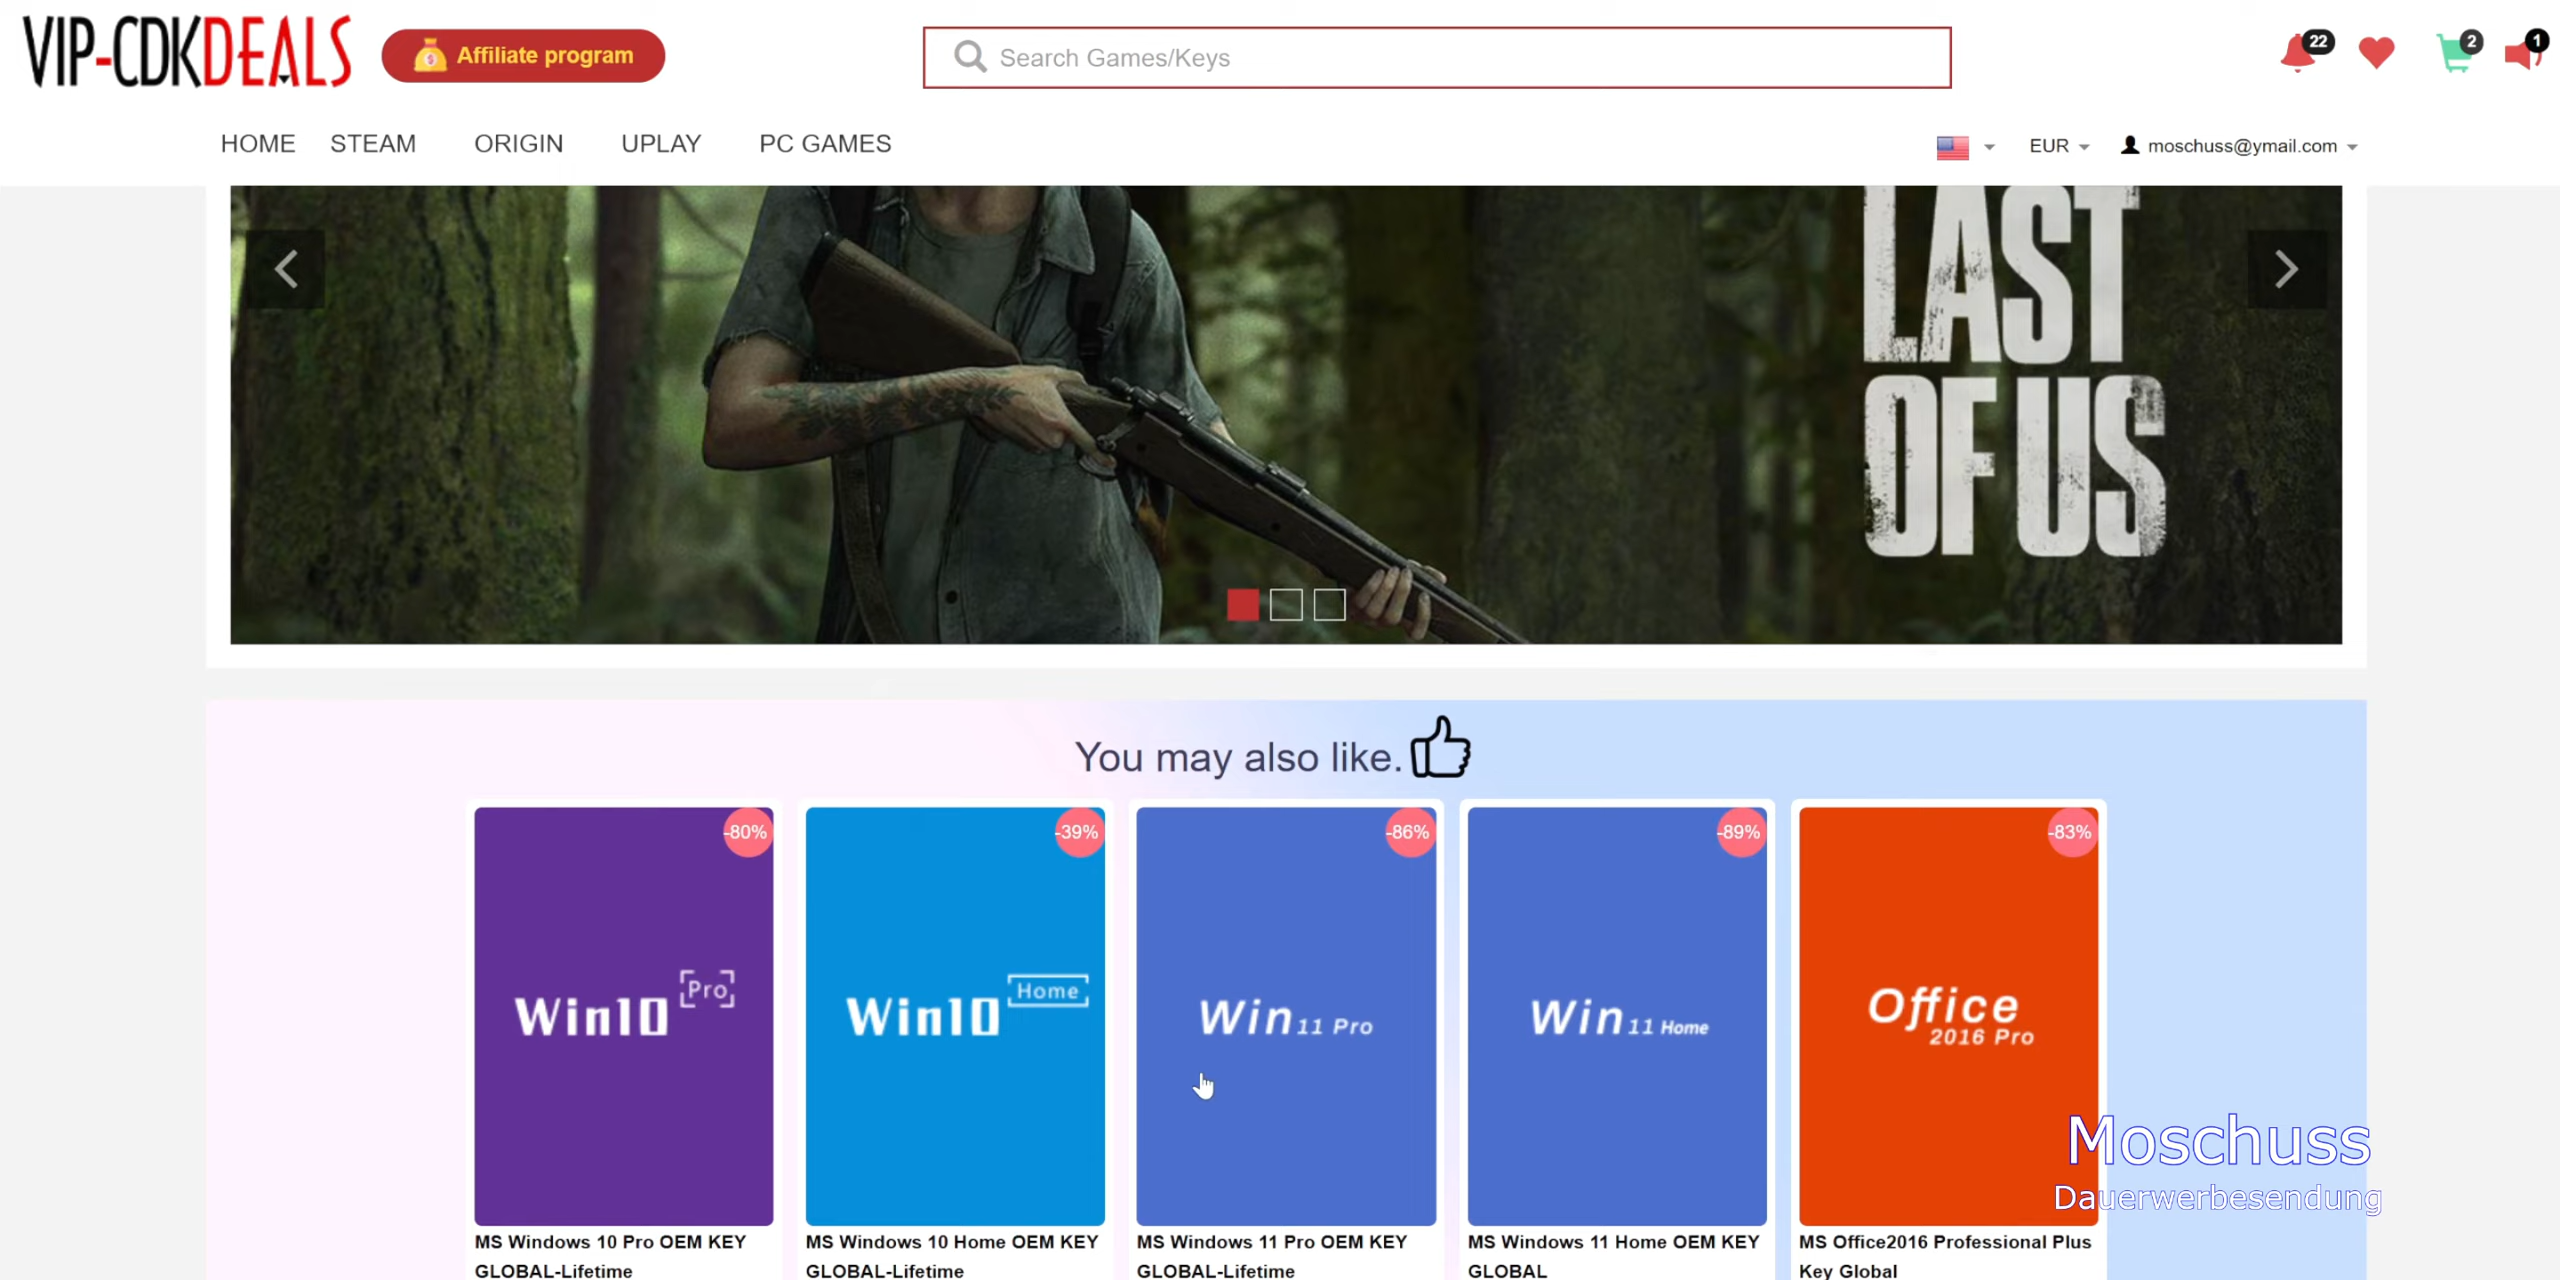 VIP-CDKDEALS
Affiliate program
Search Games/Keys
22
2
1
HOME STEAM ORIGIN UPLAY PC GAMES
EUR
moschuss@ymail.com
LAST
OF US
You may also like.
-80%
-39%
-86%
-89%
-83%
Win10 Pro
Win10 Home
Win 11 Pro
Win 11 Home
Office
2016 Pro
MS Windows 10 Pro OEM KEY
GLOBAL-Lifetime
MS Windows 10 Home OEM KEY
GLOBAL-Lifetime
MS Windows 11 Pro OEM KEY
GLOBAL-Lifetime
MS Windows 11 Home OEM KEY
GLOBAL
MS Office2016 Professional Plus
Key Global
Moschuss
Dauerwerbesendung